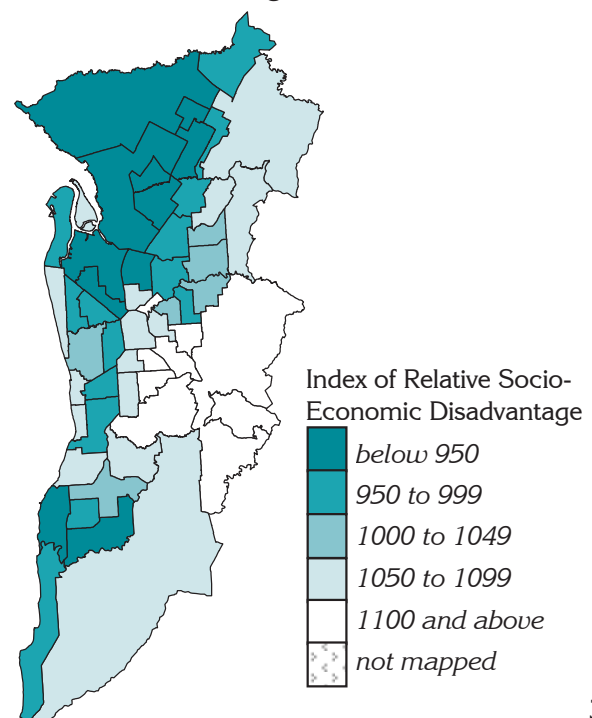 Index of Relative Socio-
Economic Disadvantage
below 950
950 to 999
1000 to 1049
1050 to 1099
1100 and above
not mapped